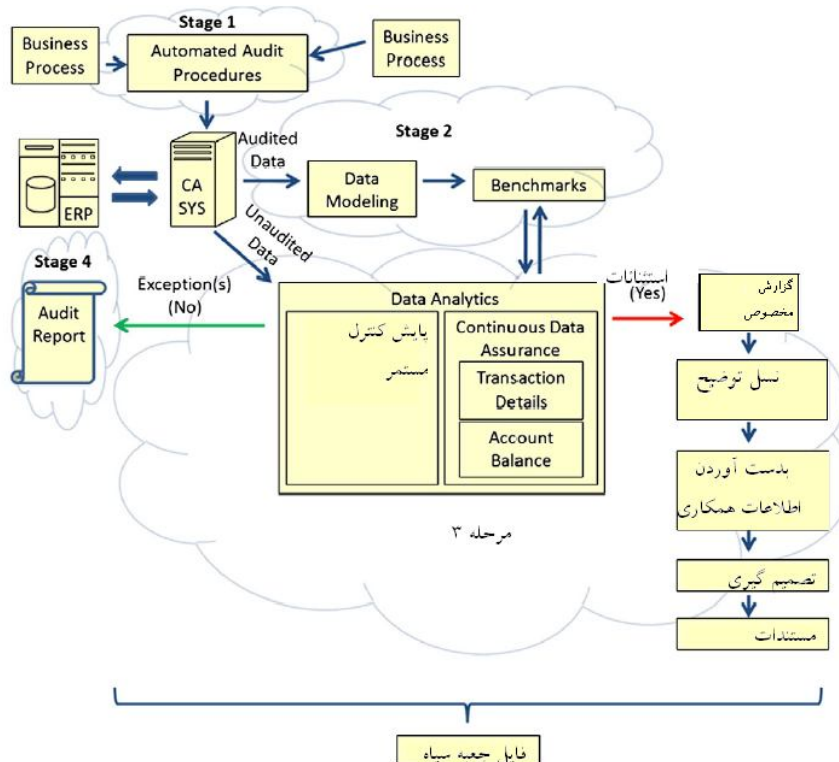 Stage 1
Business
Process
Automated Audit
Procedures
Business
Process
Stage 2
ERP
CA
SYS
Audited
Data
Data
Modeling
Benchmarks
Unaudited
Data
Stage 4
Audit
Report
Exception(s)
(No)
Data Analytics
پایش کنترل
مستمر
Continuous Data
Assurance
Transaction
Details
Account
Balance
استثنائات
(Yes)
گزارش
مخصوص
نسل توضیح
بدست آوردن
اطلاعات همکاری
تصمیم گیری
مستندات
مرحله ۳
فایل جعبه سیاه